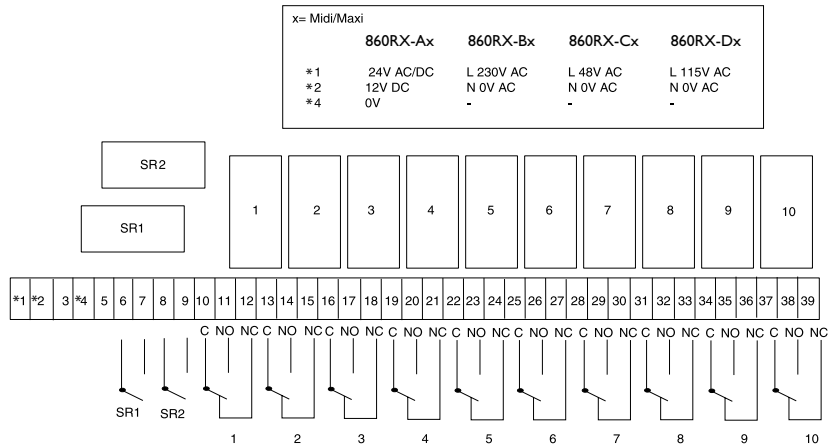 x= Midi/Maxi
860RX-Ax 860RX-Bx 860RX-Cx 860RX-Dx
*1 24V AC/DC L 230V AC L 48V AC L 115V AC
*2 12V DC N 0V AC N 0V AC N 0V AC
*4 0V - - -
SR2
SR1
1 2 3 4 5 6 7 8 9 10
*1 *2 3 *4 5 6 7 8 9 10 11 12 13 14 15 16 17 18 19 20 21 22 23 24 25 26 27 28 29 30 31 32 33 34 35 36 37 38 39
C NO NC C NO NC C NO NC C NO NC C NO NC C NO NC C NO NC C NO NC C NO NC C NO NC
SR1 SR2
1 2 3 4 5 6 7 8 9 10